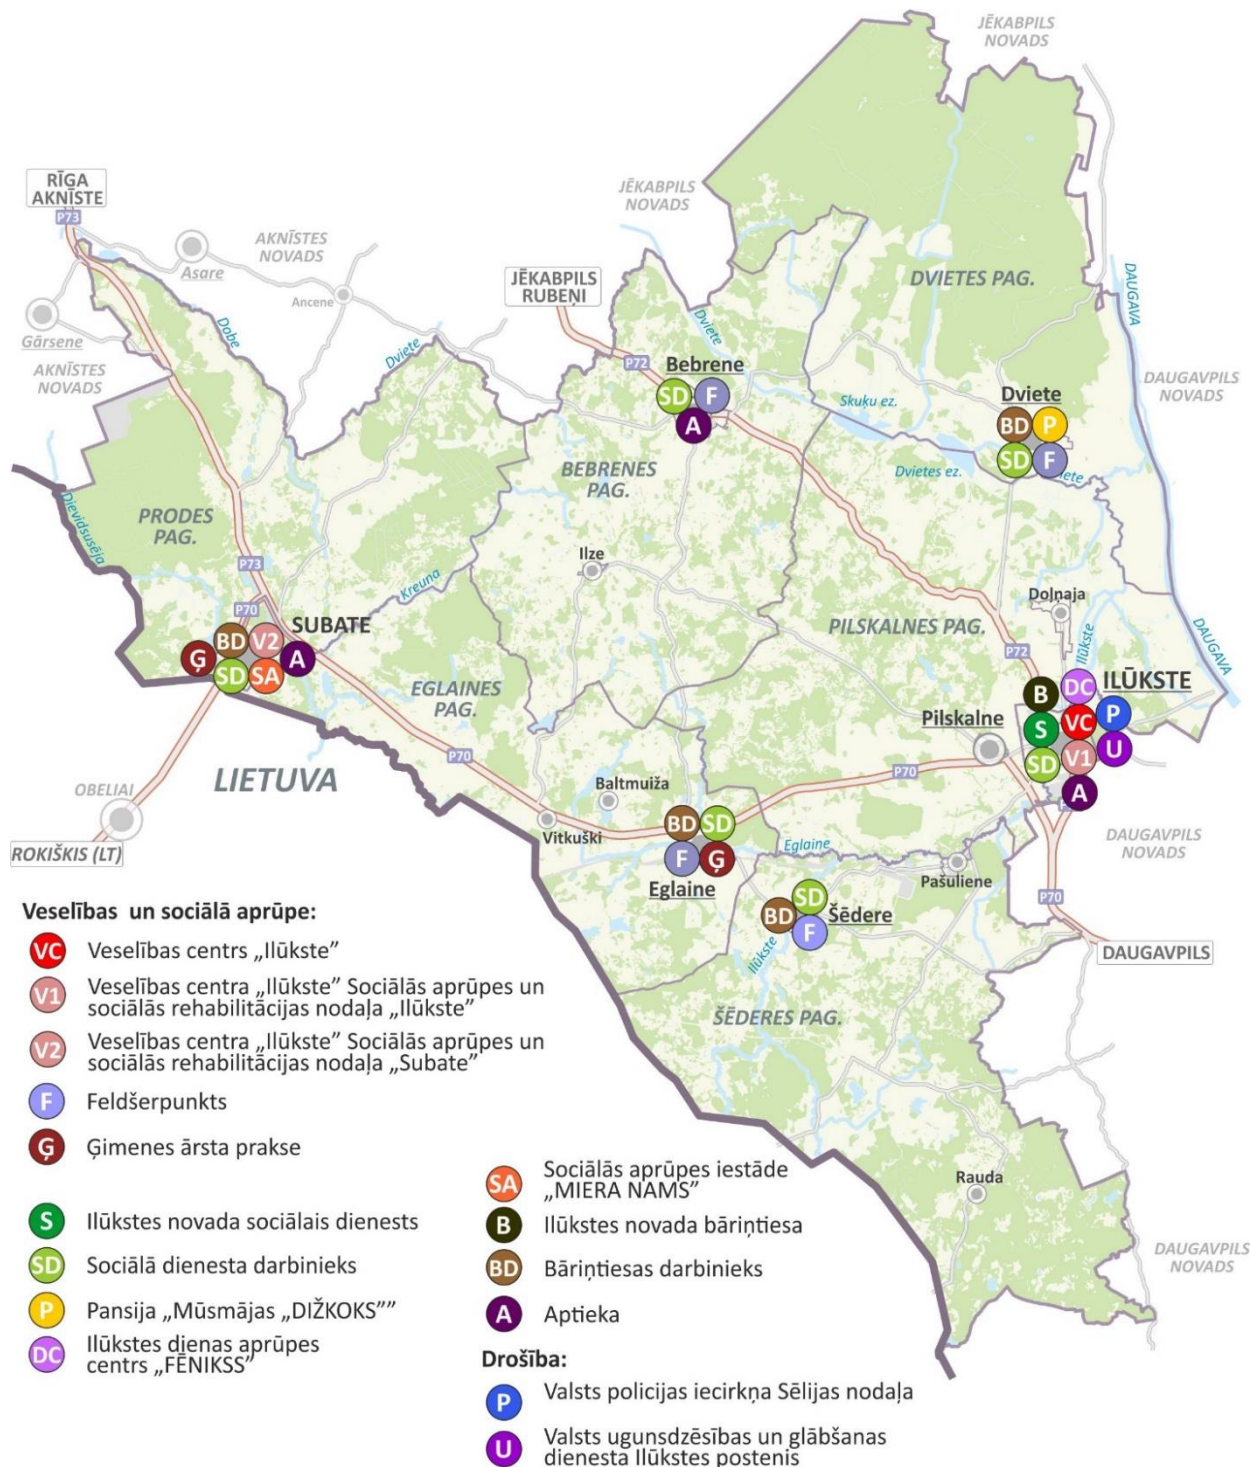 JĒKABPILS
NOVADS
RĪGA
AKNĪSTE
P73
JĒKABPILS
NOVADS
AKNĪSTES
NOVADS
Asare
DVIETES PAG.
DAUGAVA
JĒKABPILS
RUBEŅI
Ancene
Gārsene
Dobe
Dviete
Dviete
AKNĪSTES
NOVADS
P72
Bebrene
SD
F
A
Skuķu ez.
Dviete
BD
P
SD
F
DAUGAVPILS
NOVADS
Dvietes ez.
BEBRENES
PAG.
PRODES
PAG.
Dievidsusēja
Ilze
P73
Kreuna
Doļnaja
P70
SUBATE
BD
V2
Ģ
A
SD
SA
PILSKALNES PAG.
P72
Ilūkste
DAUGAVA
EGLAINES
PAG.
B
DC
ILŪKSTE
P
S
VC
U
SD
V1
A
Pilskalne
P70
P70
LIETUVA
OBELIAI
Baltmuiža
Vitkuški
BD
SD
F
Ģ
Eglaine
Eglaine
ROKIŠKIS (LT)
DAUGAVPILS
NOVADS
Pašuliene
P70
SD
BD
F
Šēdere
Ilūkste
DAUGAVPILS
ŠĒDERES PAG.
Rauda
DAUGAVPILS
NOVADS
Veselības un sociālā aprūpe:
VC Veselības centrs „Ilūkste”
V1 Veselības centra „Ilūkste” Sociālās aprūpes un
sociālās rehabilitācijas nodaļa „Ilūkste”
V2 Veselības centra „Ilūkste” Sociālās aprūpes un
sociālās rehabilitācijas nodaļa „Subate”
F Feldšerpunkts
Ģ Ģimenes ārsta prakse
S Ilūkstes novada sociālais dienests
SD Sociālā dienesta darbinieks
P Pansija „Mūsmājas „DIŽKOKS””
DC Ilūkstes dienas aprūpes
centrs „FĒNIKSS”
SA Sociālās aprūpes iestāde
„MIERA NAMS”
B Ilūkstes novada bāriņtiesa
BD Bāriņtiesas darbinieks
A Aptieka
Drošība:
P Valsts policijas iecirkņa Sēlijas nodaļa
U Valsts ugunsdzēsības un glābšanas
dienesta Ilūkstes postenis